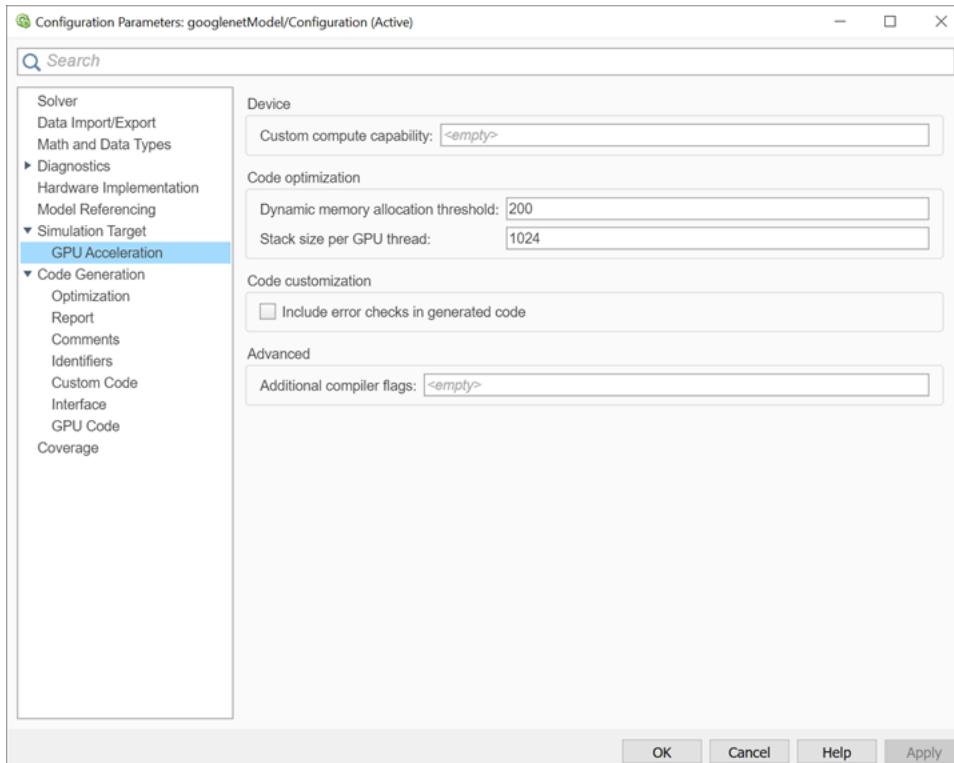 Configuration Parameters: googlenetModel/Configuration (Active)
Search
Solver
Data Import/Export
Math and Data Types
Diagnostics
Hardware Implementation
Model Referencing
Simulation Target
GPU Acceleration
Code Generation
Optimization
Report
Comments
Identifiers
Custom Code
Interface
GPU Code
Coverage
Device
Custom compute capability: <empty>
Code optimization
Dynamic memory allocation threshold: 200
Stack size per GPU thread: 1024
Code customization
Include error checks in generated code
Advanced
Additional compiler flags: <empty>
OK Cancel Help Apply